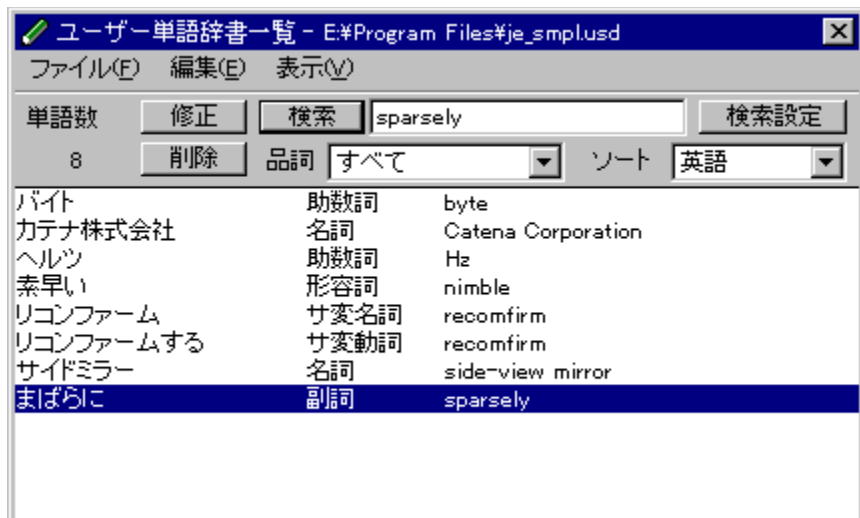 ユーザー単語辞書一覧 - E:¥Program Files¥je_smpl.usd
ファイル(F) 編集(E) 表示(V)
単語数 修正 検索 sparsely 検索設定
8 削除 品詞 すべて ソート 英語
バイト 助数詞 byte
カテナ株式会社 名詞 Catena Corporation
ヘルツ 助数詞 Hz
素早い 形容詞 nimble
リコンファーム サ変名詞 recomfirm
リコンファームする サ変動詞 recomfirm
サイドミラー 名詞 side-view mirror
まばらに 副詞 sparsely